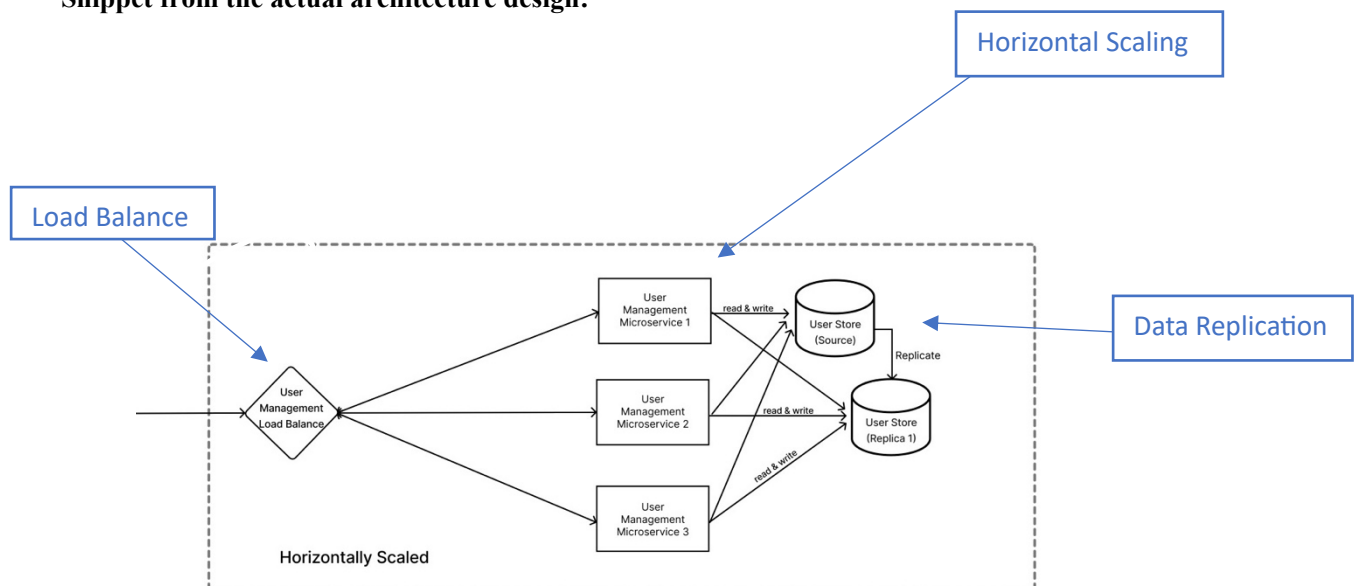 Snippet from the actual architecture design:
Horizontal Scaling
Load Balance
Data Replication
User
Management
Load Balance
User
Management
Microservice 1
User
Management
Microservice 2
User
Management
Microservice 3
read & write
read & write
read & write
User Store
(Source)
Replicate
User Store
(Replica 1)
Horizontally Scaled